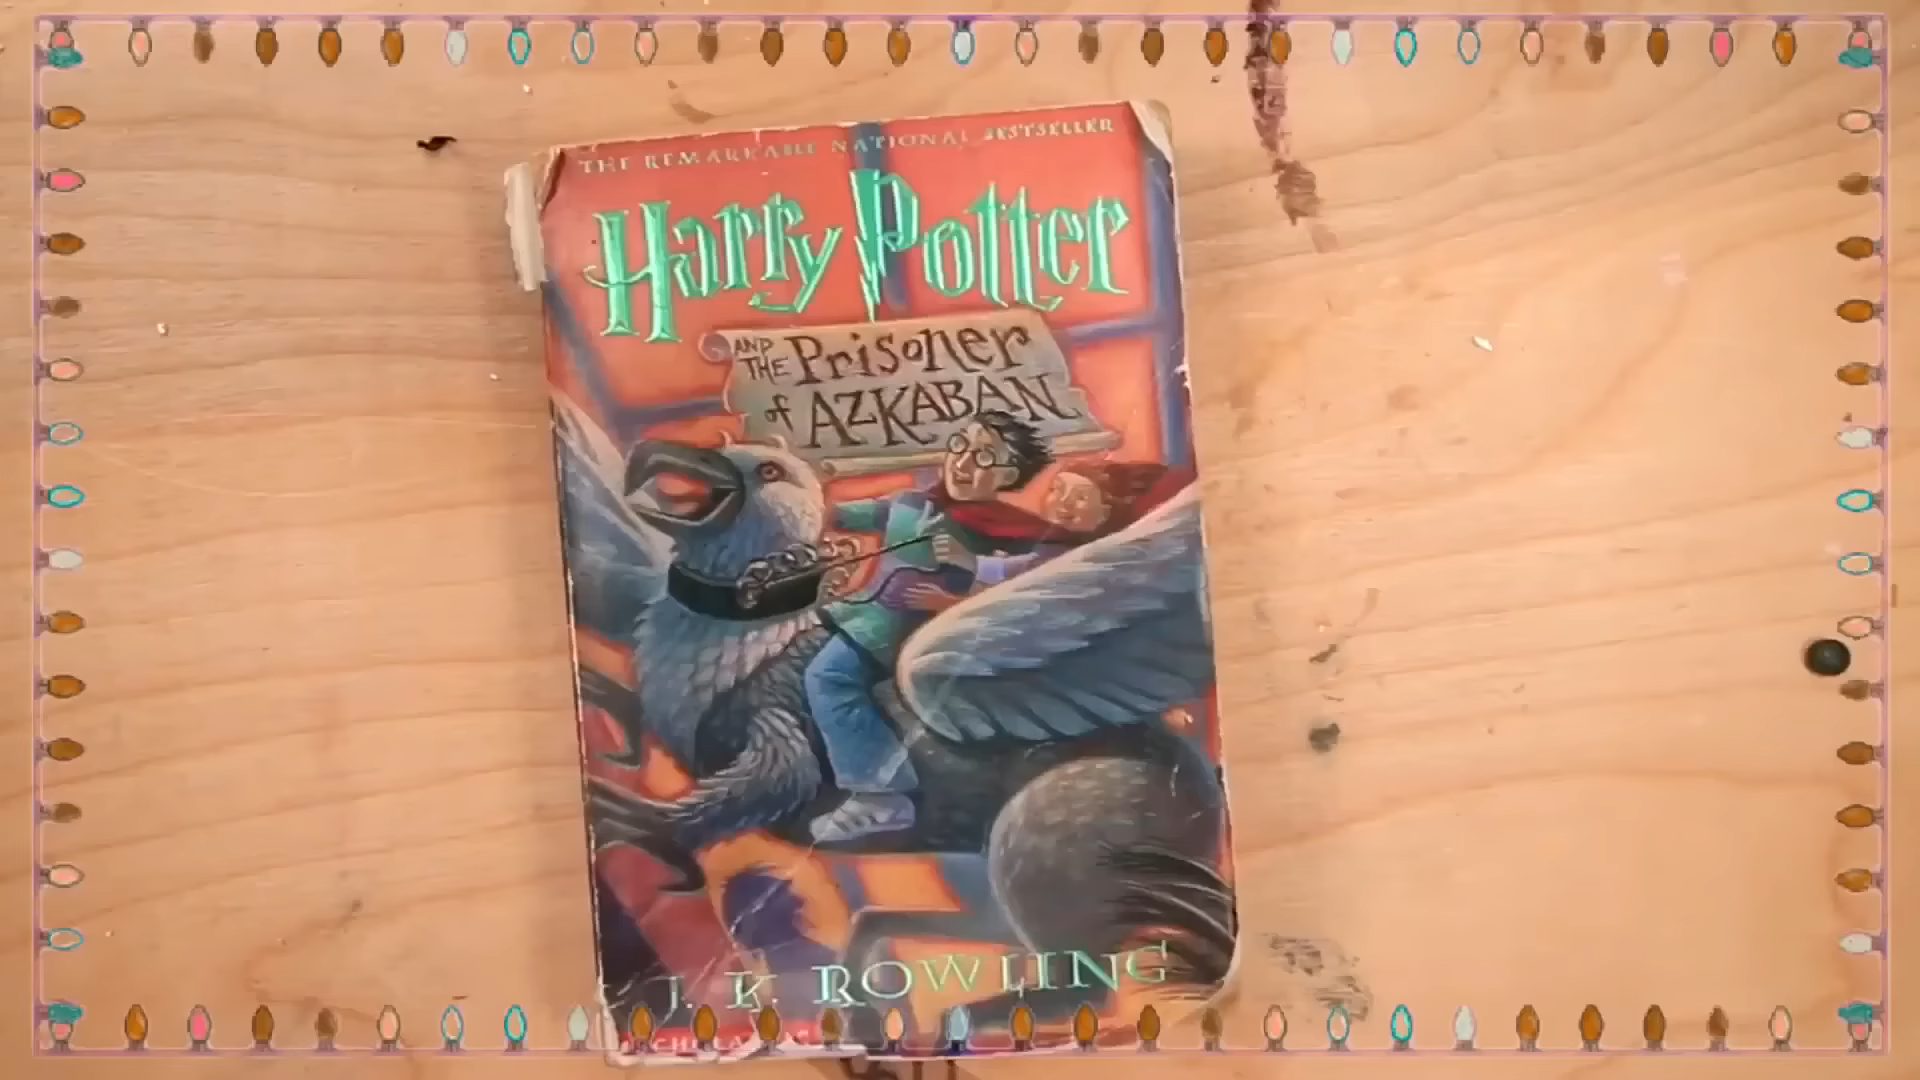 THE REMARKABLE NATIONAL BESTSELLER
Harry Potter
AND THE Prisoner
of AZKABAN
J. K. ROWLING